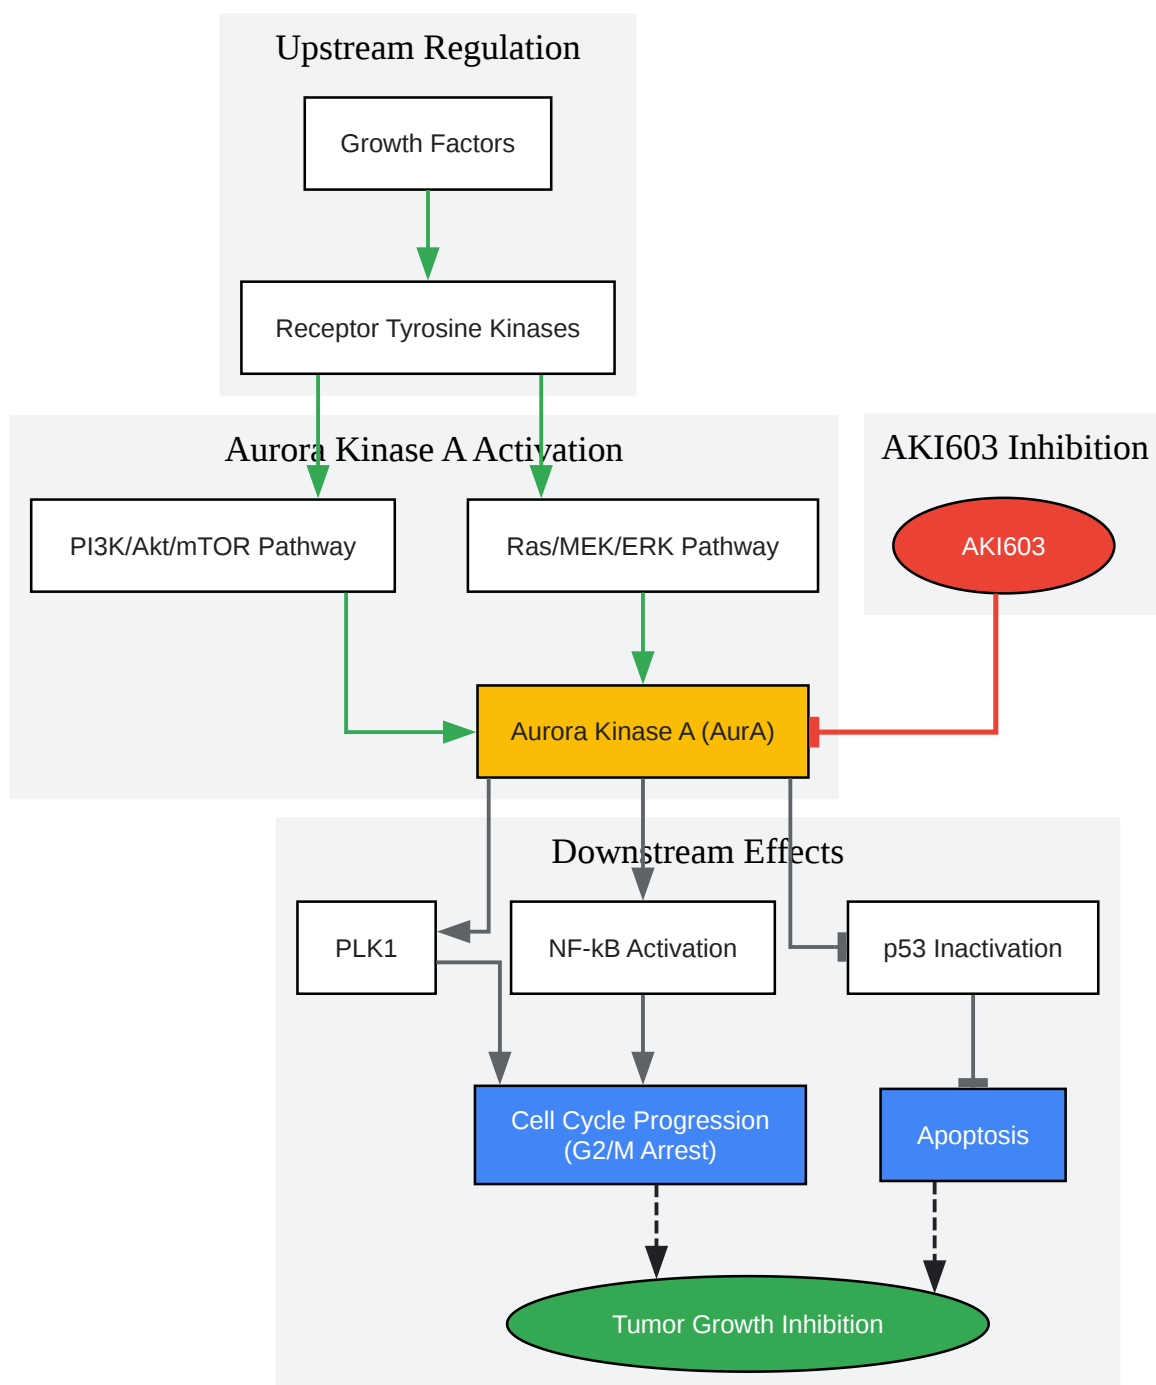 Upstream Regulation
Growth Factors
Receptor Tyrosine Kinases
Aurora Kinase A Activation
AKI603 Inhibition
PI3K/Akt/mTOR Pathway
Ras/MEK/ERK Pathway
AKI603
Aurora Kinase A (AurA)
Downstream Effects
PLK1
NF-kB Activation
p53 Inactivation
Cell Cycle Progression
(G2/M Arrest)
Apoptosis
Tumor Growth Inhibition